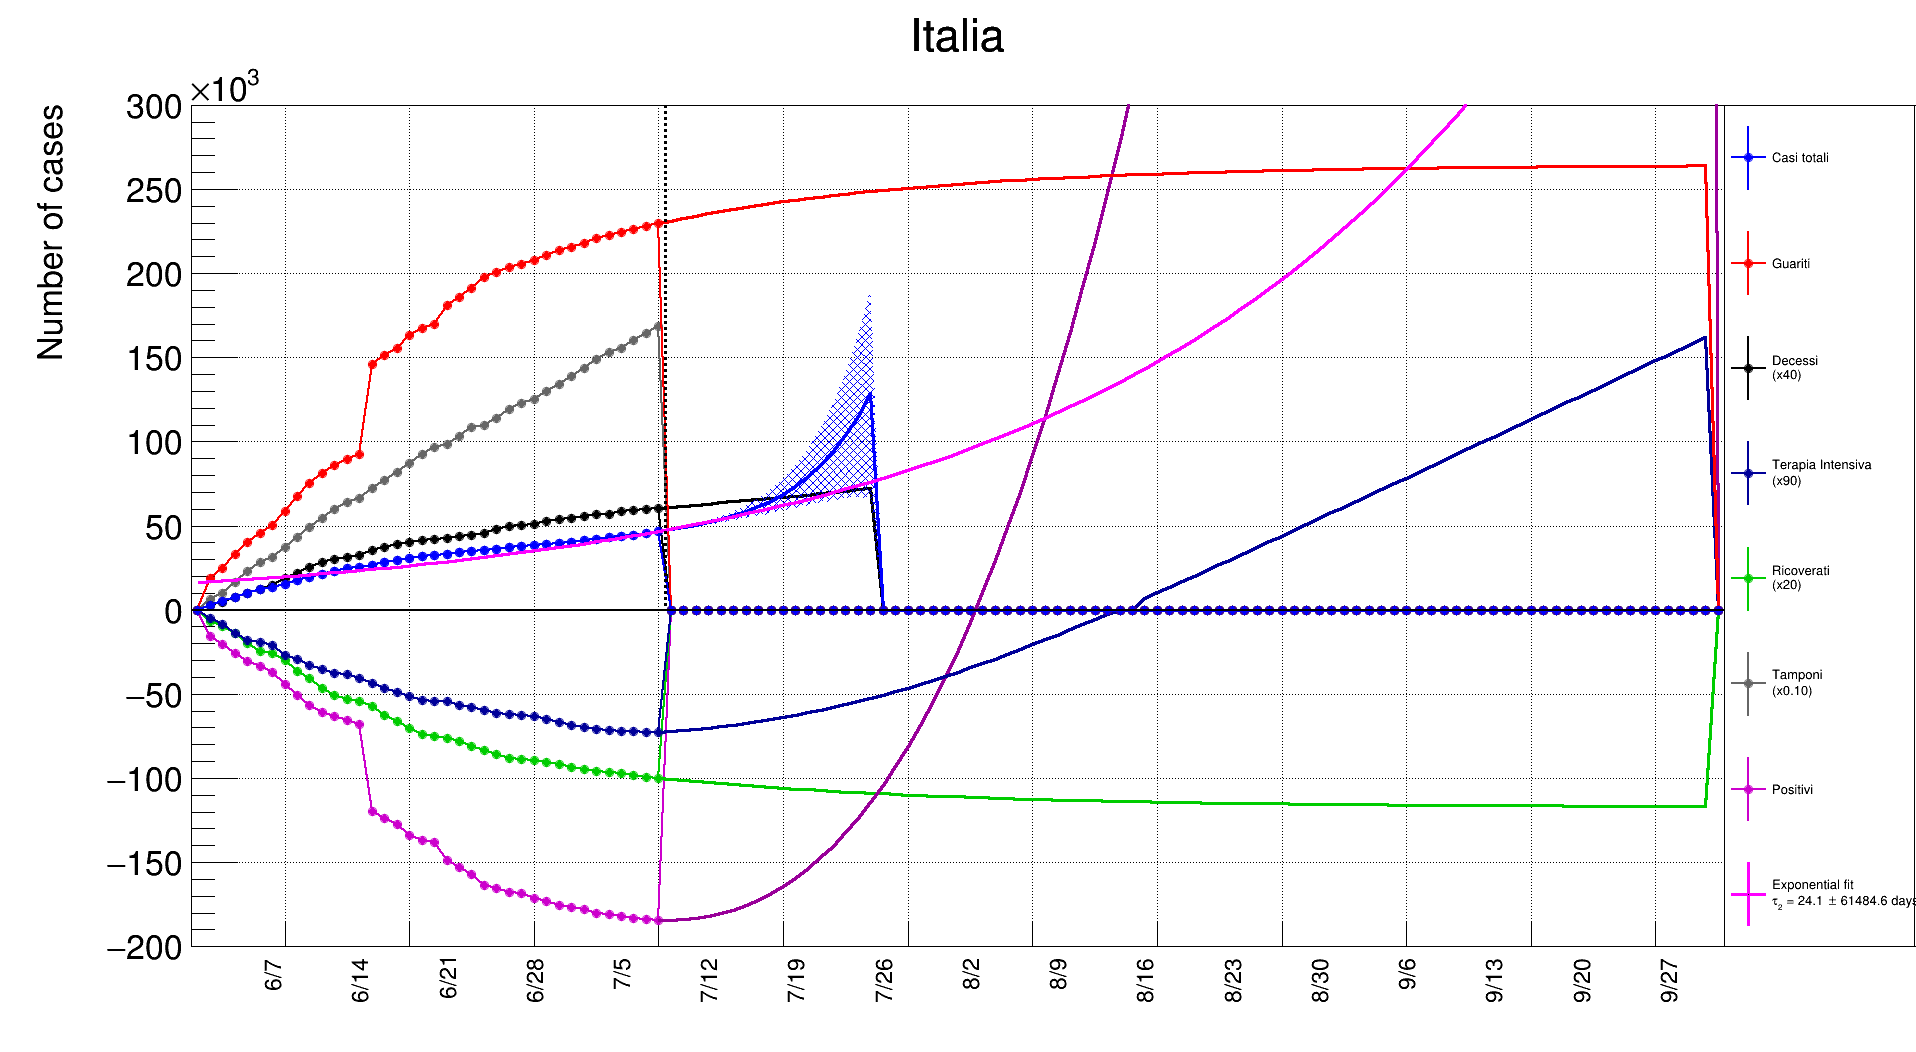 Italia
×10³
Number of cases
300
250
200
150
100
50
0
−50
−100
−150
−200
6/7
6/14
6/21
6/28
7/5
7/12
7/19
7/26
8/2
8/9
8/16
8/23
8/30
9/6
9/13
9/20
9/27
Casi totali
Guariti
Decessi
(x40)
Terapia Intensiva
(x90)
Ricoverati
(x20)
Tamponi
(x0.10)
Positivi
Exponential fit
τ₂ = 24.1 ± 61484.6 days